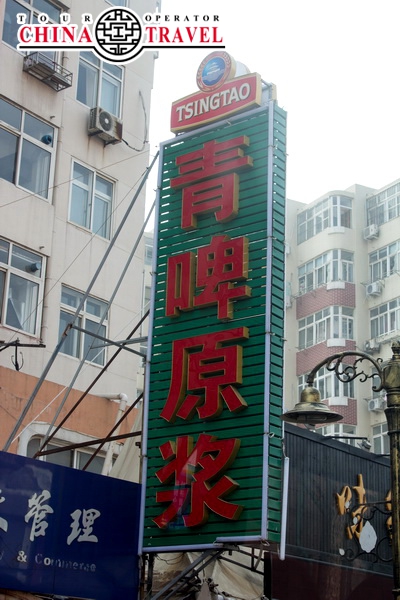 TOUR OPERATOR
CHINA TRAVEL
TSINGTAO
青啤原浆
管理
& Commerce